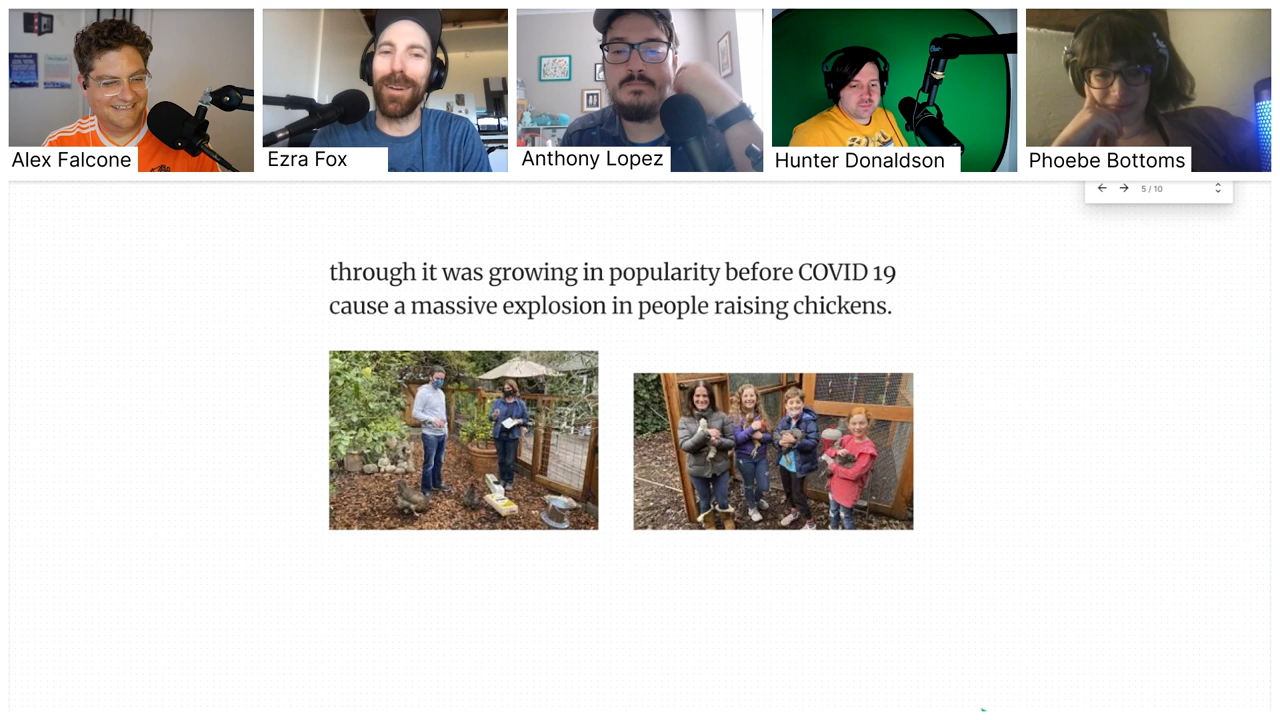 Alex Falcone
Ezra Fox
Anthony Lopez
Hunter Donaldson
Phoebe Bottoms
5 / 10
through it was growing in popularity before COVID 19
cause a massive explosion in people raising chickens.